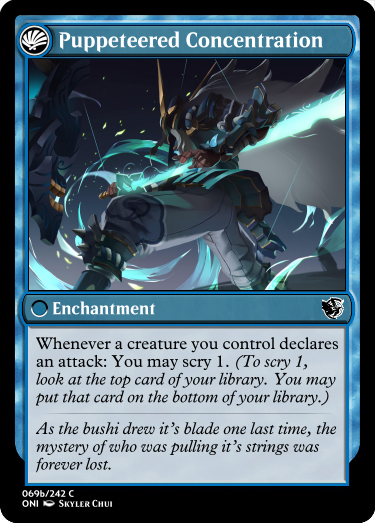 Puppeteered Concentration
Enchantment
Whenever a creature you control declares
an attack: You may scry 1. (To scry 1,
look at the top card of your library. You may
put that card on the bottom of your library.)
As the bushi drew it's blade one last time, the
mystery of who was pulling it's strings was
forever lost.
069b/242 C
ONI SKYLER CHUI